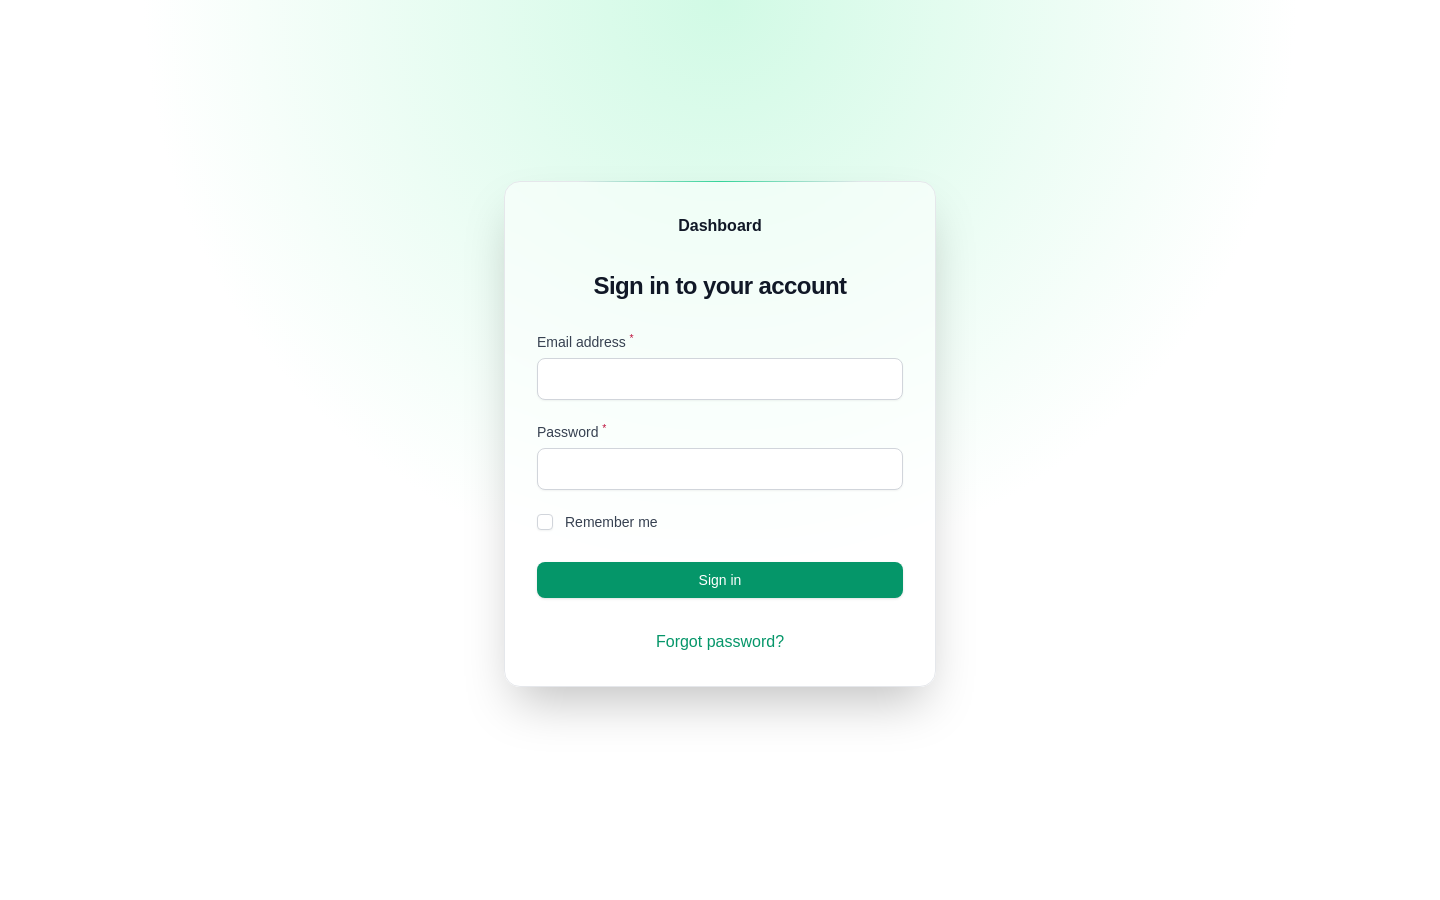 Dashboard
Sign in to your account
Email address *
Password *
Remember me
Sign in
Forgot password?